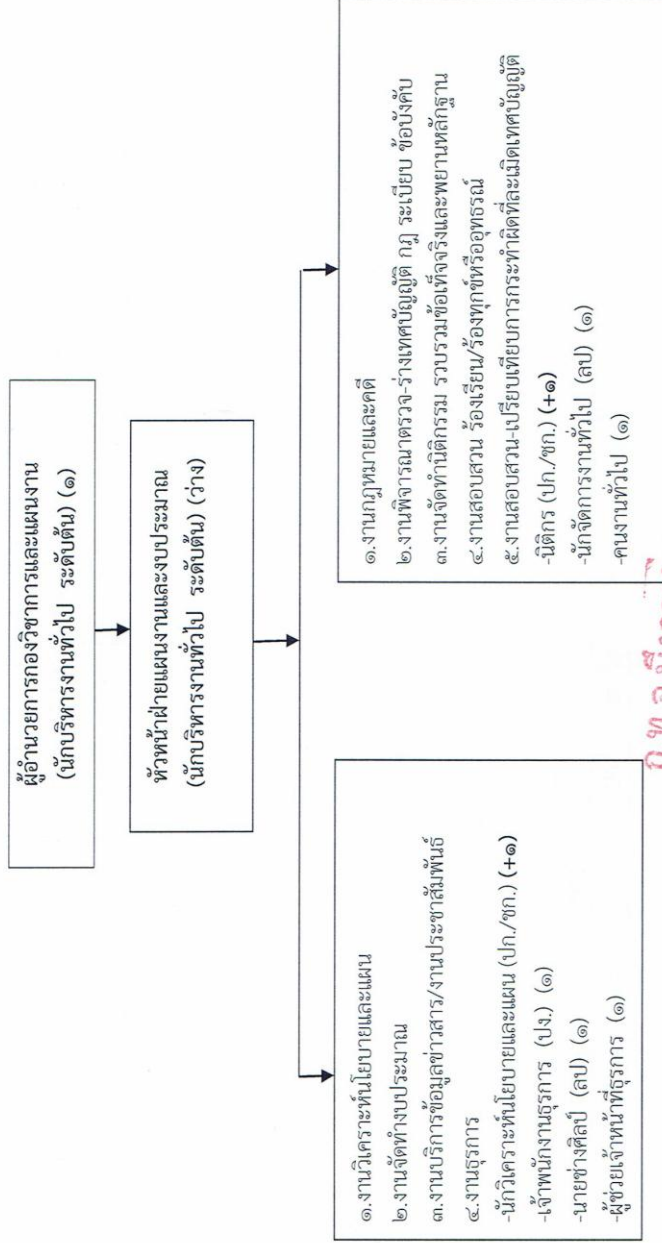 ผู้อำนวยการกองวิชาการและแผนงาน
(นักบริหารงานทั่วไป ระดับต้น) (๑)
หัวหน้าฝ่ายแผนงานและงบประมาณ
(นักบริหารงานทั่วไป ระดับต้น) (ว่าง)
๑.งานวิเคราะห์นโยบายและแผน
๒.งานจัดทำงบประมาณ
๓.งานบริการข้อมูลข่าวสาร/งานประชาสัมพันธ์
๔.งานธุรการ
-นักวิเคราะห์นโยบายและแผน (ปก./ชก.) (+๑)
-เจ้าพนักงานธุรการ (ปง.) (๑)
-นายช่างศิลป์ (ลป) (๑)
-ผู้ช่วยเจ้าหน้าที่ธุรการ (๑)
๑.งานกฎหมายและคดี
๒.งานพิจารณาตรวจ-ร่างเทศบัญญัติ กฎ ระเบียบ ข้อบังคับ
๓.งานจัดทำนิติกรรม รวบรวมข้อเท็จจริงและพยานหลักฐาน
๔.งานสอบสวน ร้องเรียน/ร้องทุกข์หรืออุทธรณ์
๕.งานสอบสวน-เปรียบเทียบการกระทำผิดที่ละเมิดเทศบัญญัติ
-นิติกร (ปก./ชก.) (+๑)
-นักจัดการงานทั่วไป (ลป) (๑)
-คนงานทั่วไป (๑)